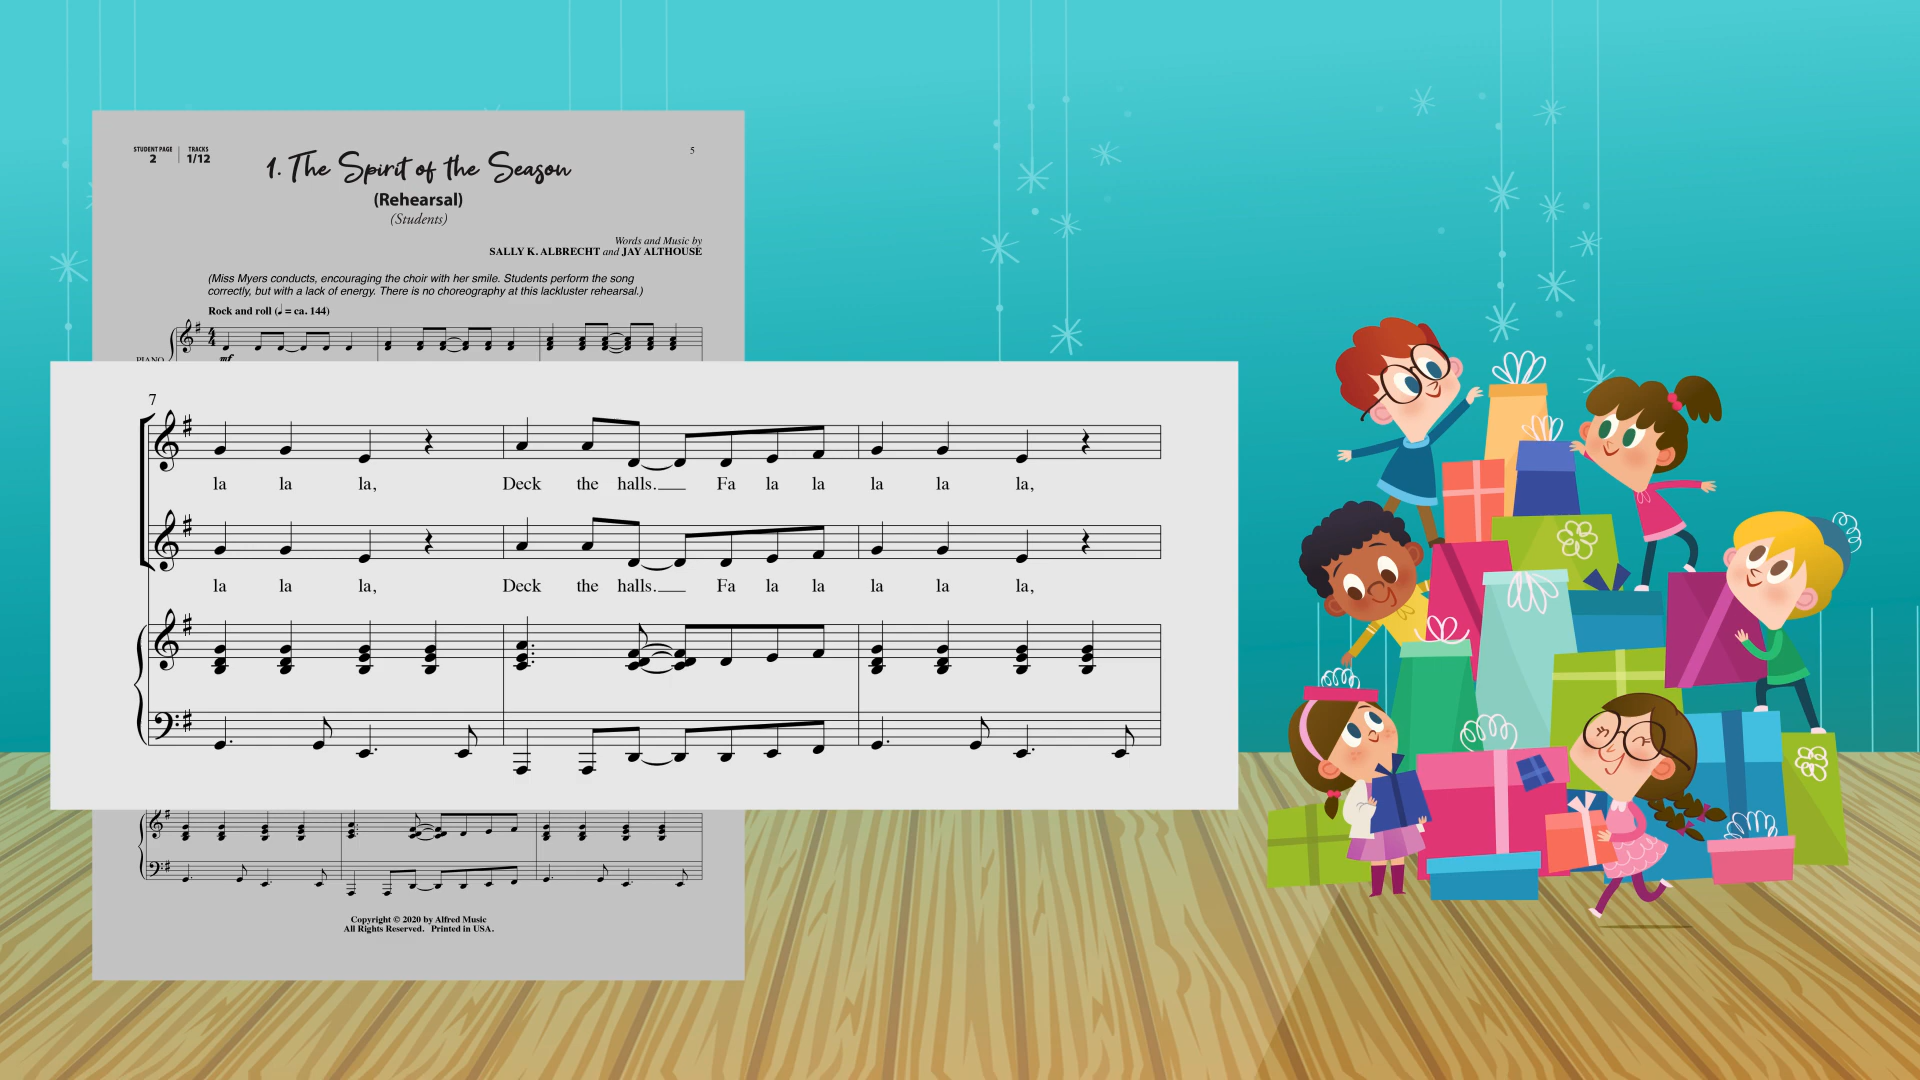 STUDENT PAGE
2
TRACKS
1/12
5
1. The Spirit of the Season
(Rehearsal)
(Students)
Words and Music by
SALLY K. ALBRECHT and JAY ALTHOUSE
(Miss Myers conducts, encouraging the choir with her smile. Students perform the song
correctly, but with a lack of energy. There is no choreography at this lackluster rehearsal.)
Rock and roll (♩ = ca. 144)
PIANO
mf
7
la la la, Deck the halls. Fa la la la la la,
la la la, Deck the halls. Fa la la la la la,
Copyright © 2020 by Alfred Music
All Rights Reserved. Printed in USA.